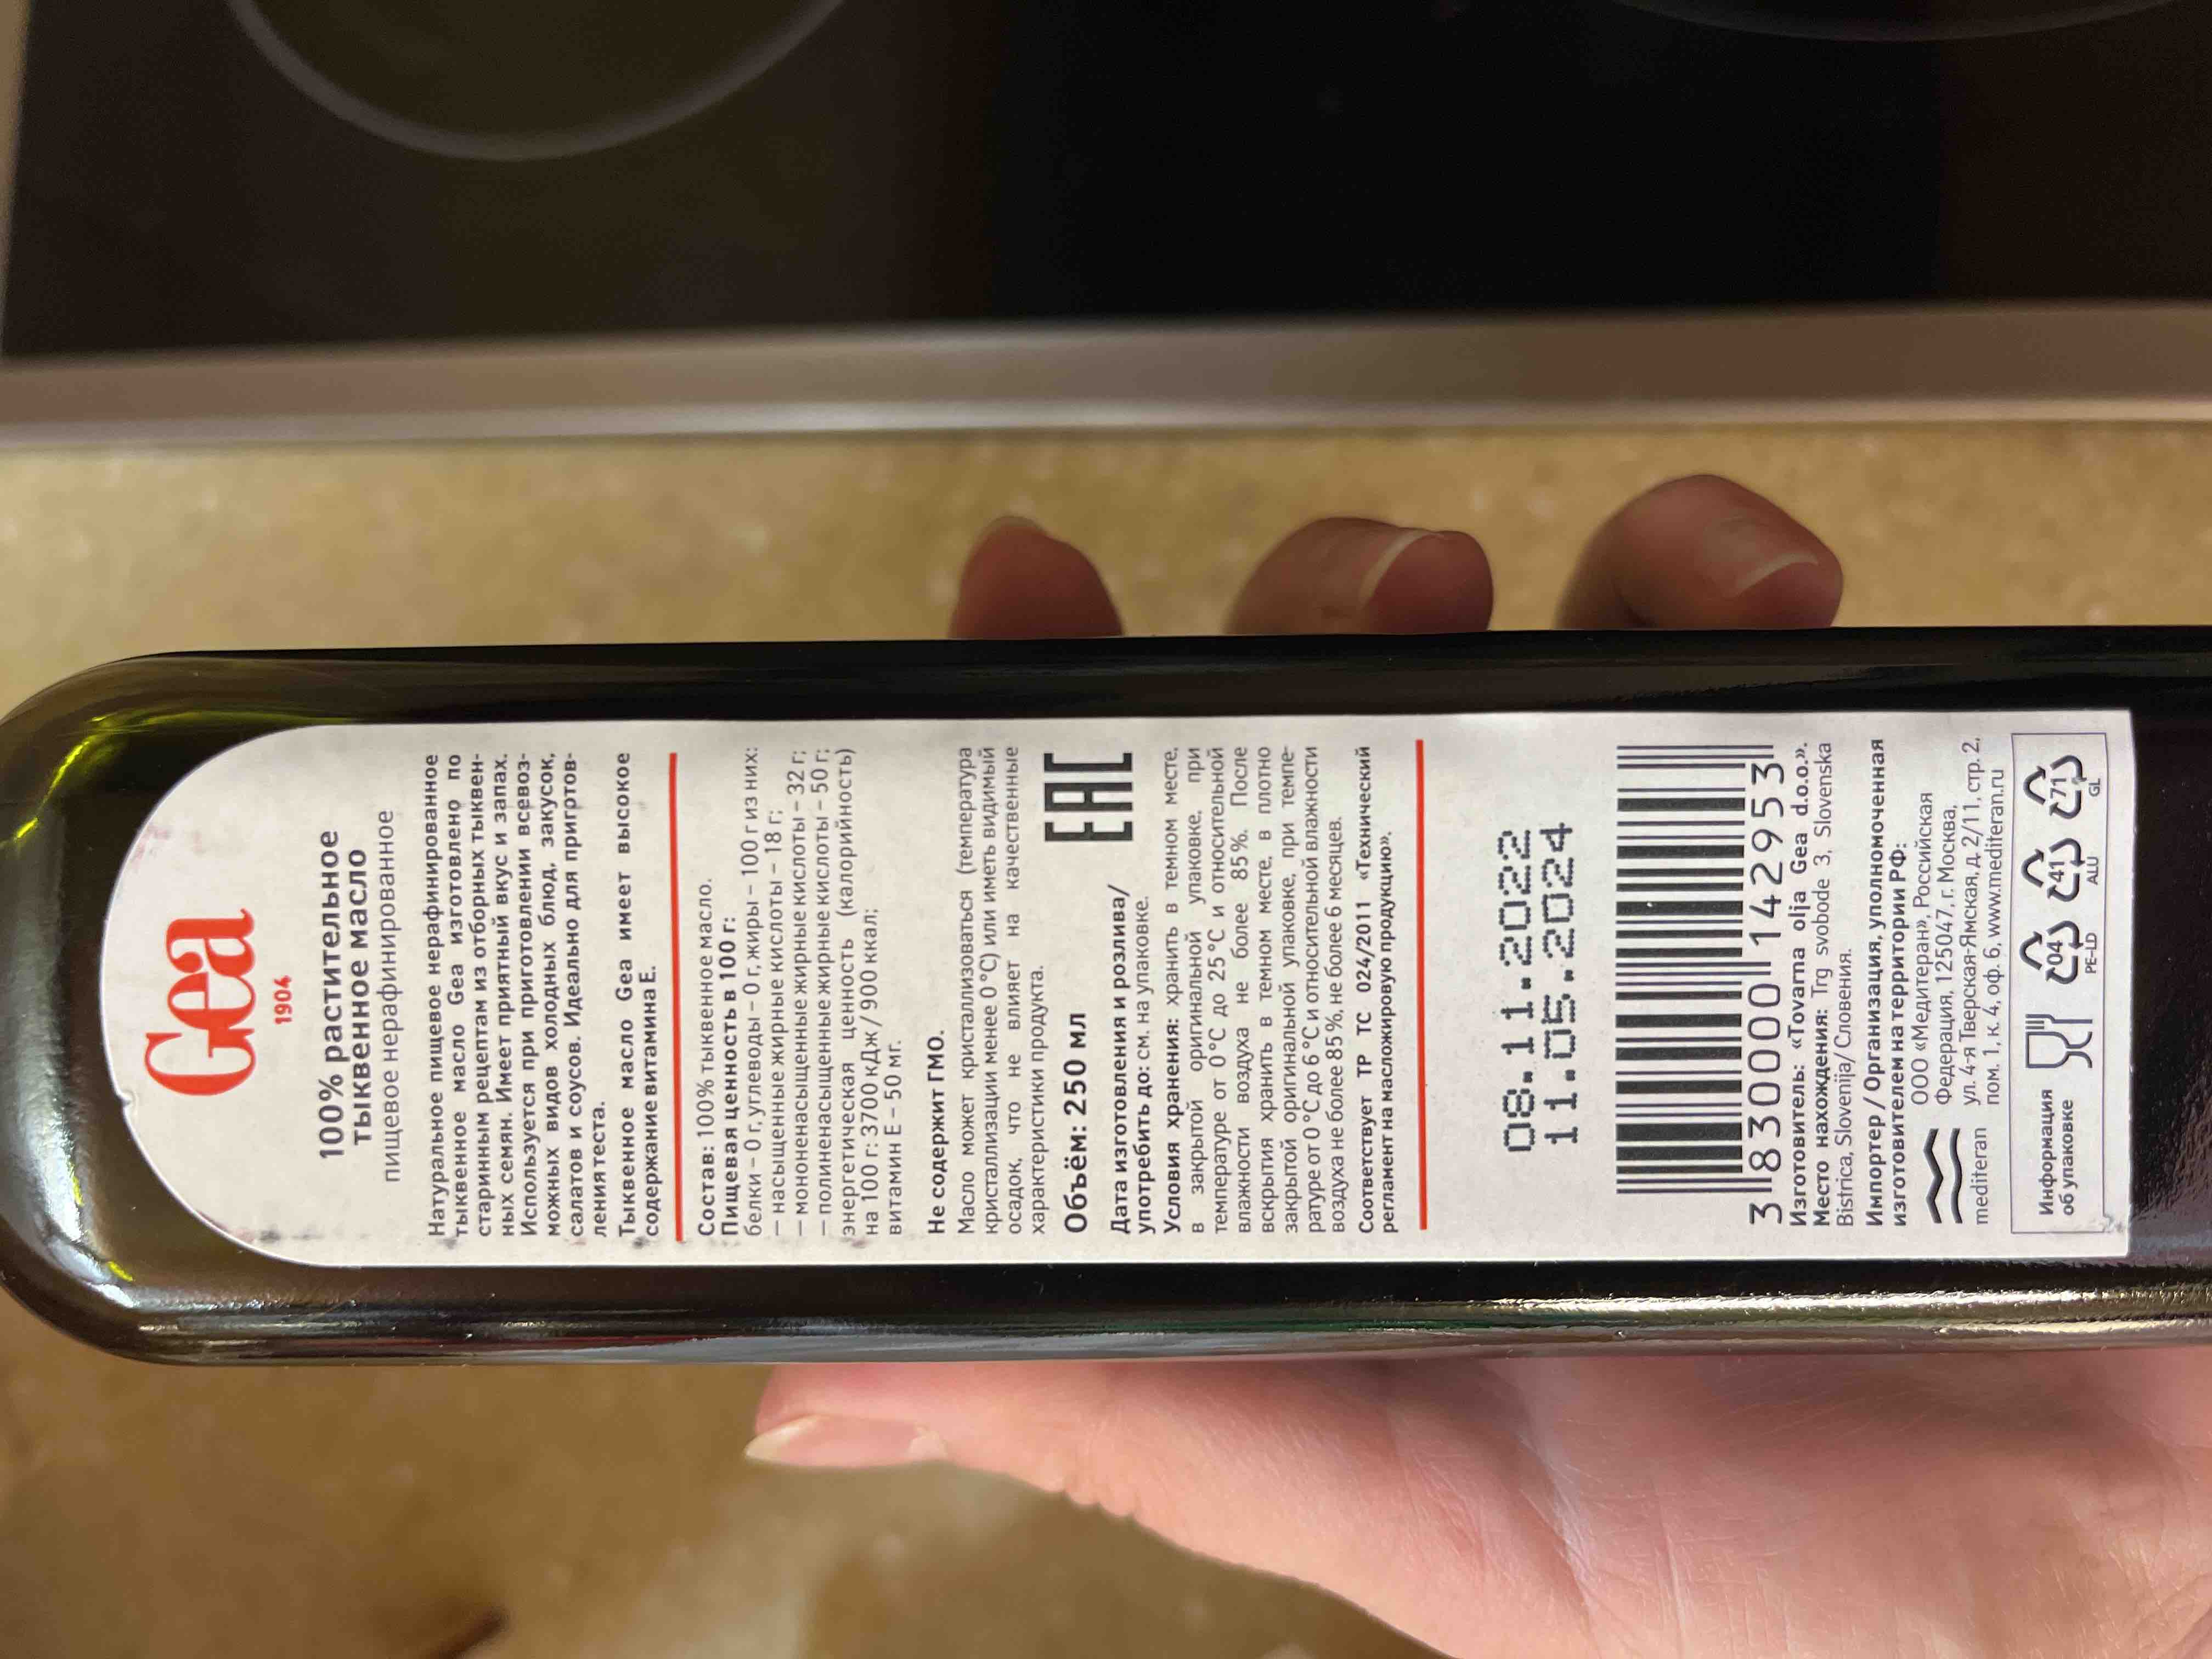 Gea
1904
100% растительное
тыквенное масло
пищевое нерафинированное
Натуральное пищевое нерафинированное
тыквенное масло Gea изготовлено по
старинным рецептам из отборных тыквен-
ных семян. Имеет приятный вкус и запах.
Используется при приготовлении всевоз-
можных видов холодных блюд, закусок,
салатов и соусов. Идеально для приготов-
ления теста.
Тыквенное масло Gea имеет высокое
содержание витамина Е.
Состав: 100% тыквенное масло.
Пищевая ценность в 100 г:
белки – 0 г, углеводы – 0 г, жиры – 100 г из них:
— насыщенные жирные кислоты – 18 г;
— мононенасыщенные жирные кислоты – 32 г;
— полиненасыщенные жирные кислоты – 50 г;
энергетическая ценность (калорийность)
на 100 г: 3700 кДж / 900 ккал;
витамин Е – 50 мг.
Не содержит ГМО.
Масло может кристаллизоваться (температура
кристаллизации менее 0 °C) или иметь видимый
осадок, что не влияет на качественные
характеристики продукта.
Объём: 250 мл
EAC
Дата изготовления и розлива/
употребить до: см. на упаковке.
Условия хранения: хранить в темном месте,
в закрытой оригинальной упаковке, при
температуре от 0 °C до 25 °C и относительной
влажности воздуха не более 85%. После
вскрытия хранить в темном месте, в плотно
закрытой оригинальной упаковке, при темпе-
ратуре от 0 °C до 6 °C и относительной влажности
воздуха не более 85%, не более 6 месяцев.
Соответствует ТР ТС 024/2011 «Технический
регламент на масложировую продукцию».
08.11.2022
11.05.2024
3 830000 142953
Изготовитель: «Tovarna olja Gea d.o.o.».
Место нахождения: Trg svobode 3, Slovenska
Bistrica, Slovenija/ Словения.
Импортер / Организация, уполномоченная
изготовителем на территории РФ:
ООО «Медитеран», Российская
Федерация, 125047, г. Москва,
ул. 4-я Тверская-Ямская, д. 2/11, стр. 2,
пом. 1, к. 4, оф. 6, www.mediteran.ru
mediteran
Информация
об упаковке
04
PE-LD
41
ALU
71
GL